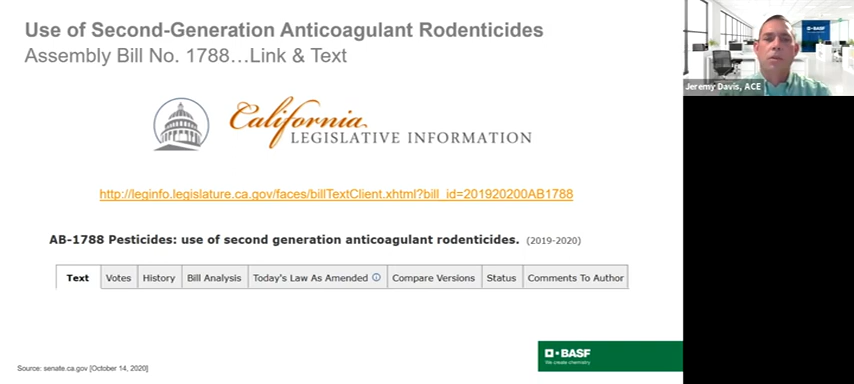 Use of Second-Generation Anticoagulant Rodenticides
Assembly Bill No. 1788…Link & Text
California
LEGISLATIVE INFORMATION
http://leginfo.legislature.ca.gov/faces/billTextClient.xhtml?bill_id=201920200AB1788
AB-1788 Pesticides: use of second generation anticoagulant rodenticides. (2019-2020)
Text Votes History Bill Analysis Today's Law As Amended Compare Versions Status Comments To Author
BASF
We create chemistry
Source: senate.ca.gov [October 14, 2020]
BASF
Jeremy Davis, ACE